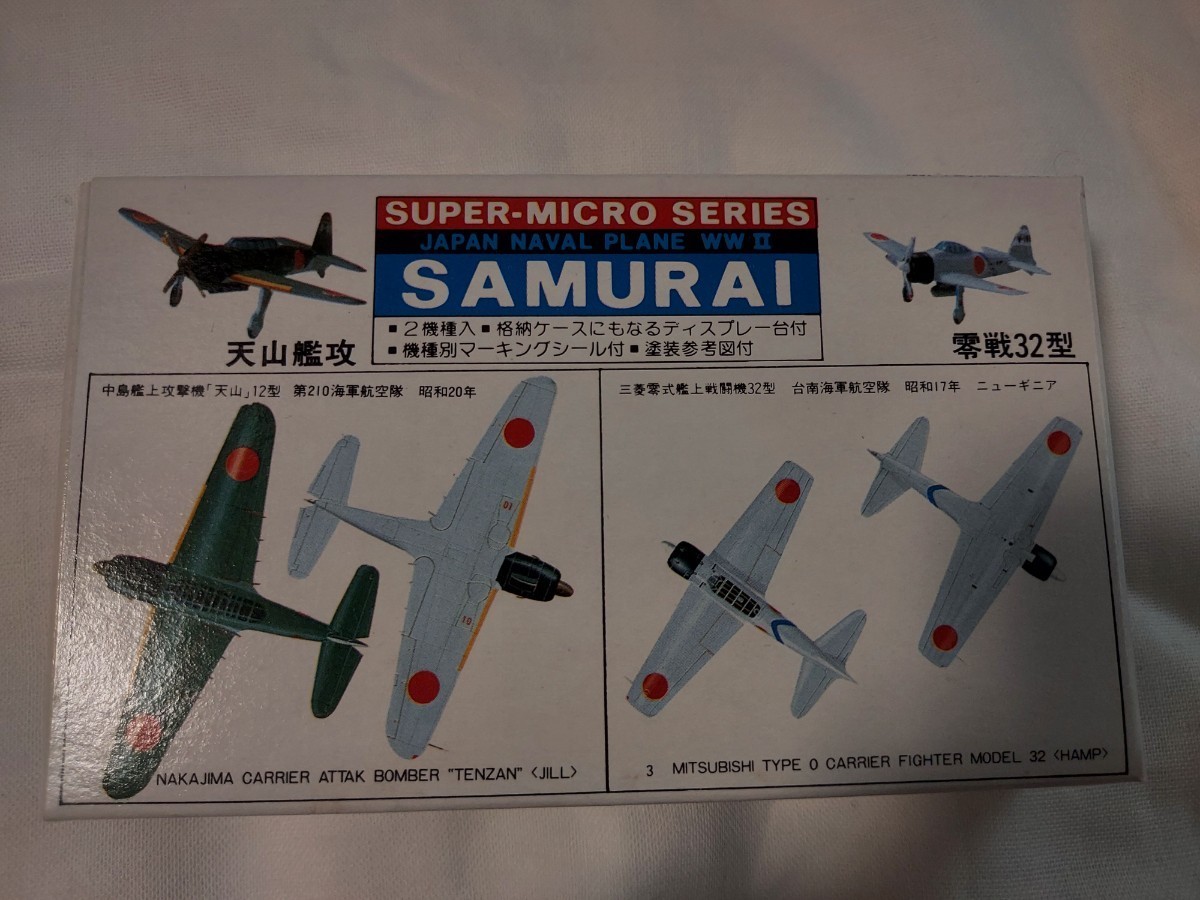 SUPER-MICRO SERIES
JAPAN NAVAL PLANE WW II
SAMURAI
■2機種入■格納ケースにもなるディスプレー台付
■機種別マーキングシール付■塗装参考図付
天山艦攻
零戦32型
中島艦上攻撃機「天山」12型 第210海軍航空隊 昭和20年
三菱零式艦上戦闘機32型 台南海軍航空隊 昭和17年 ニューギニア
NAKAJIMA CARRIER ATTAK BOMBER "TENZAN" <JILL>
3 MITSUBISHI TYPE 0 CARRIER FIGHTER MODEL 32 <HAMP>